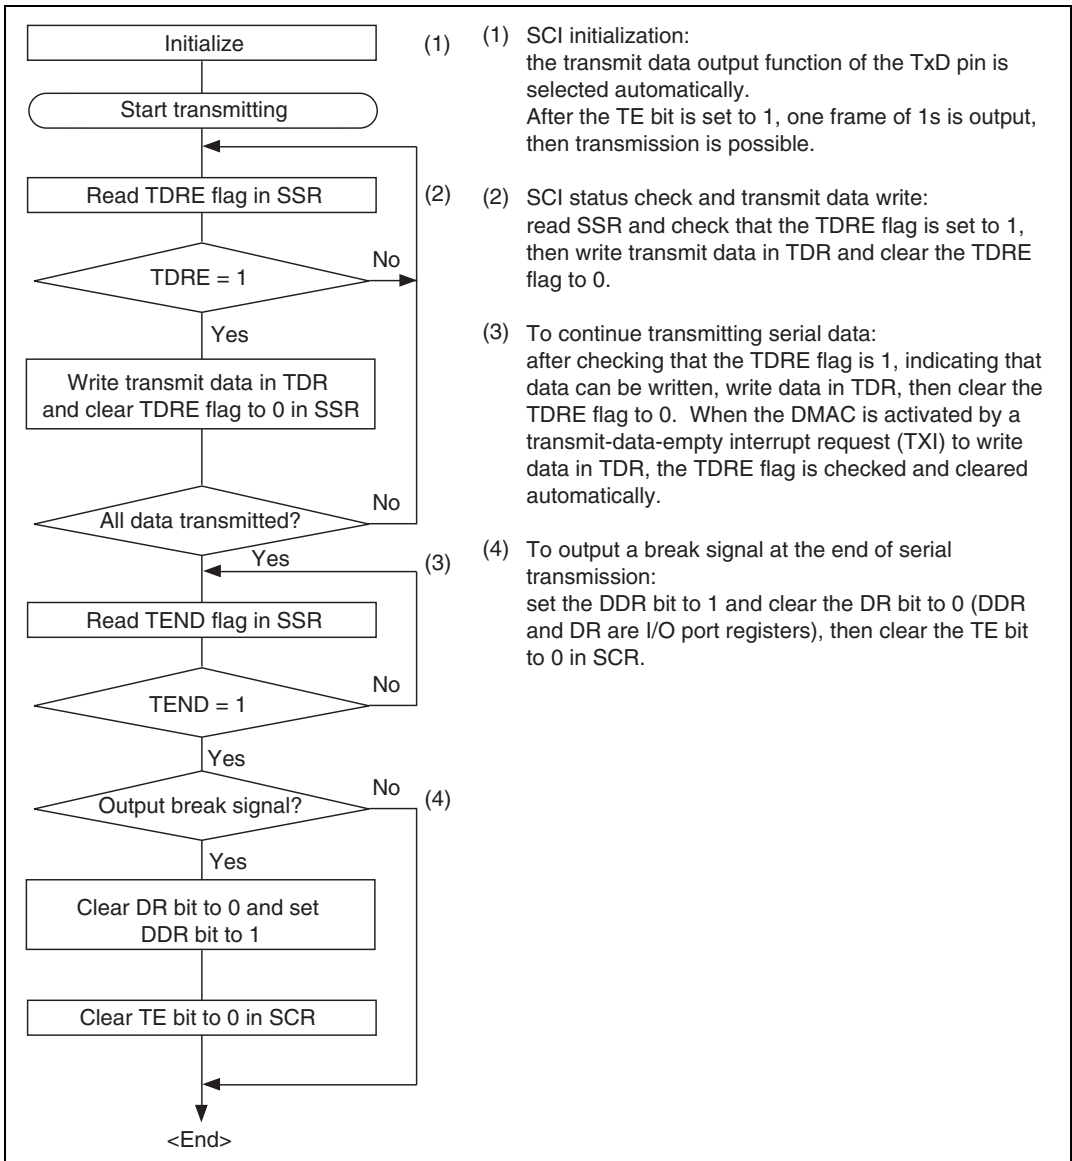 Initialize
(1)
Start transmitting
Read TDRE flag in SSR
(2)
TDRE = 1
No
Yes
Write transmit data in TDR
and clear TDRE flag to 0 in SSR
All data transmitted?
No
Yes
(3)
Read TEND flag in SSR
TEND = 1
No
Yes
Output break signal?
No
(4)
Yes
Clear DR bit to 0 and set
DDR bit to 1
Clear TE bit to 0 in SCR
<End>
(1) SCI initialization:
the transmit data output function of the TxD pin is
selected automatically.
After the TE bit is set to 1, one frame of 1s is output,
then transmission is possible.
(2) SCI status check and transmit data write:
read SSR and check that the TDRE flag is set to 1,
then write transmit data in TDR and clear the TDRE
flag to 0.
(3) To continue transmitting serial data:
after checking that the TDRE flag is 1, indicating that
data can be written, write data in TDR, then clear the
TDRE flag to 0. When the DMAC is activated by a
transmit-data-empty interrupt request (TXI) to write
data in TDR, the TDRE flag is checked and cleared
automatically.
(4) To output a break signal at the end of serial
transmission:
set the DDR bit to 1 and clear the DR bit to 0 (DDR
and DR are I/O port registers), then clear the TE bit
to 0 in SCR.